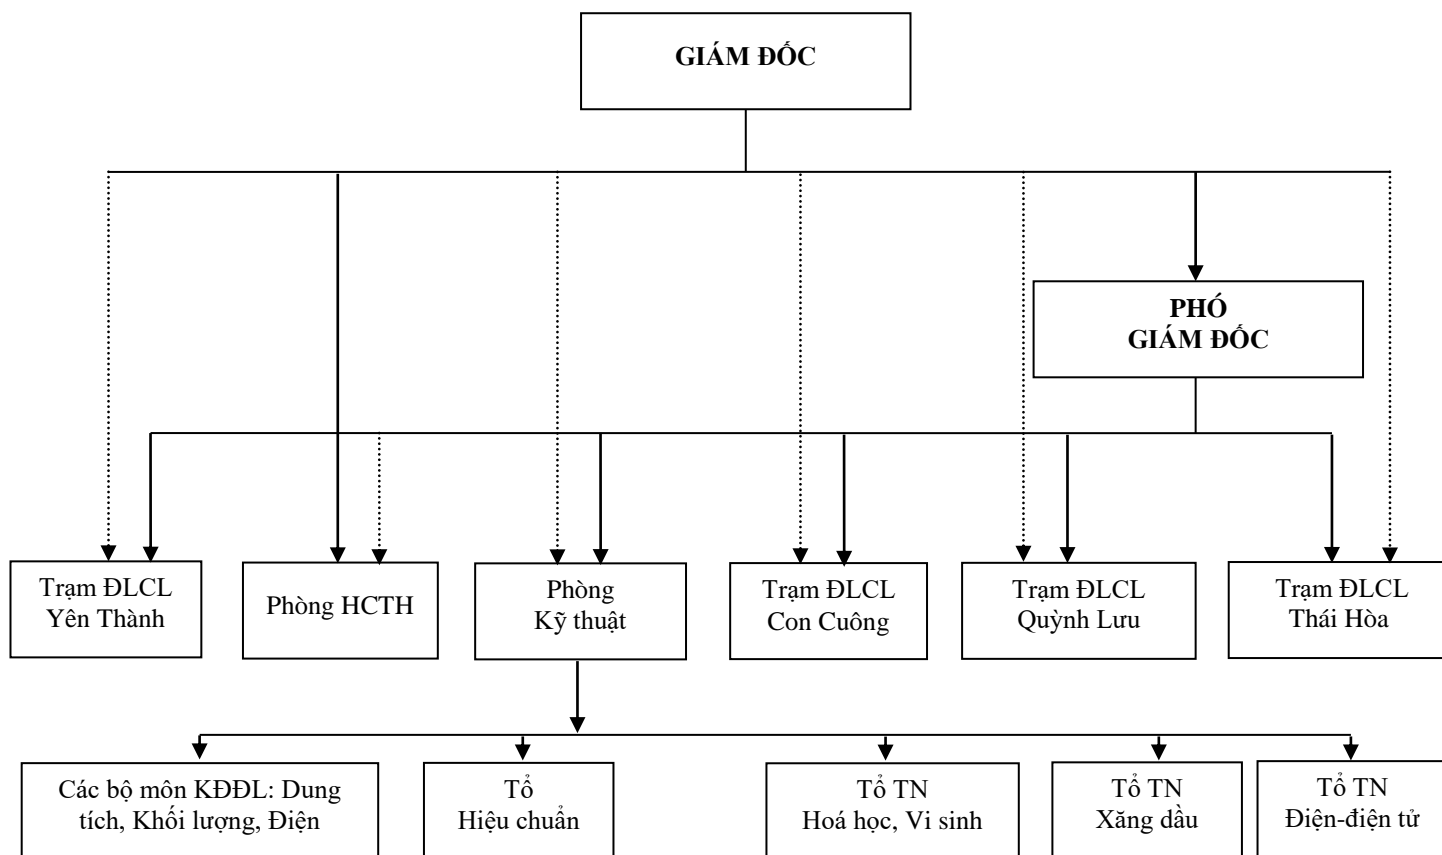 GIÁM ĐỐC
PHÓ
GIÁM ĐỐC
Trạm ĐLCL
Yên Thành
Phòng HCTH
Phòng
Kỹ thuật
Trạm ĐLCL
Con Cuông
Trạm ĐLCL
Quỳnh Lưu
Trạm ĐLCL
Thái Hòa
Các bộ môn KĐĐL: Dung
tích, Khối lượng, Điện
Tổ
Hiệu chuẩn
Tổ TN
Hoá học, Vi sinh
Tổ TN
Xăng dầu
Tổ TN
Điện-điện tử